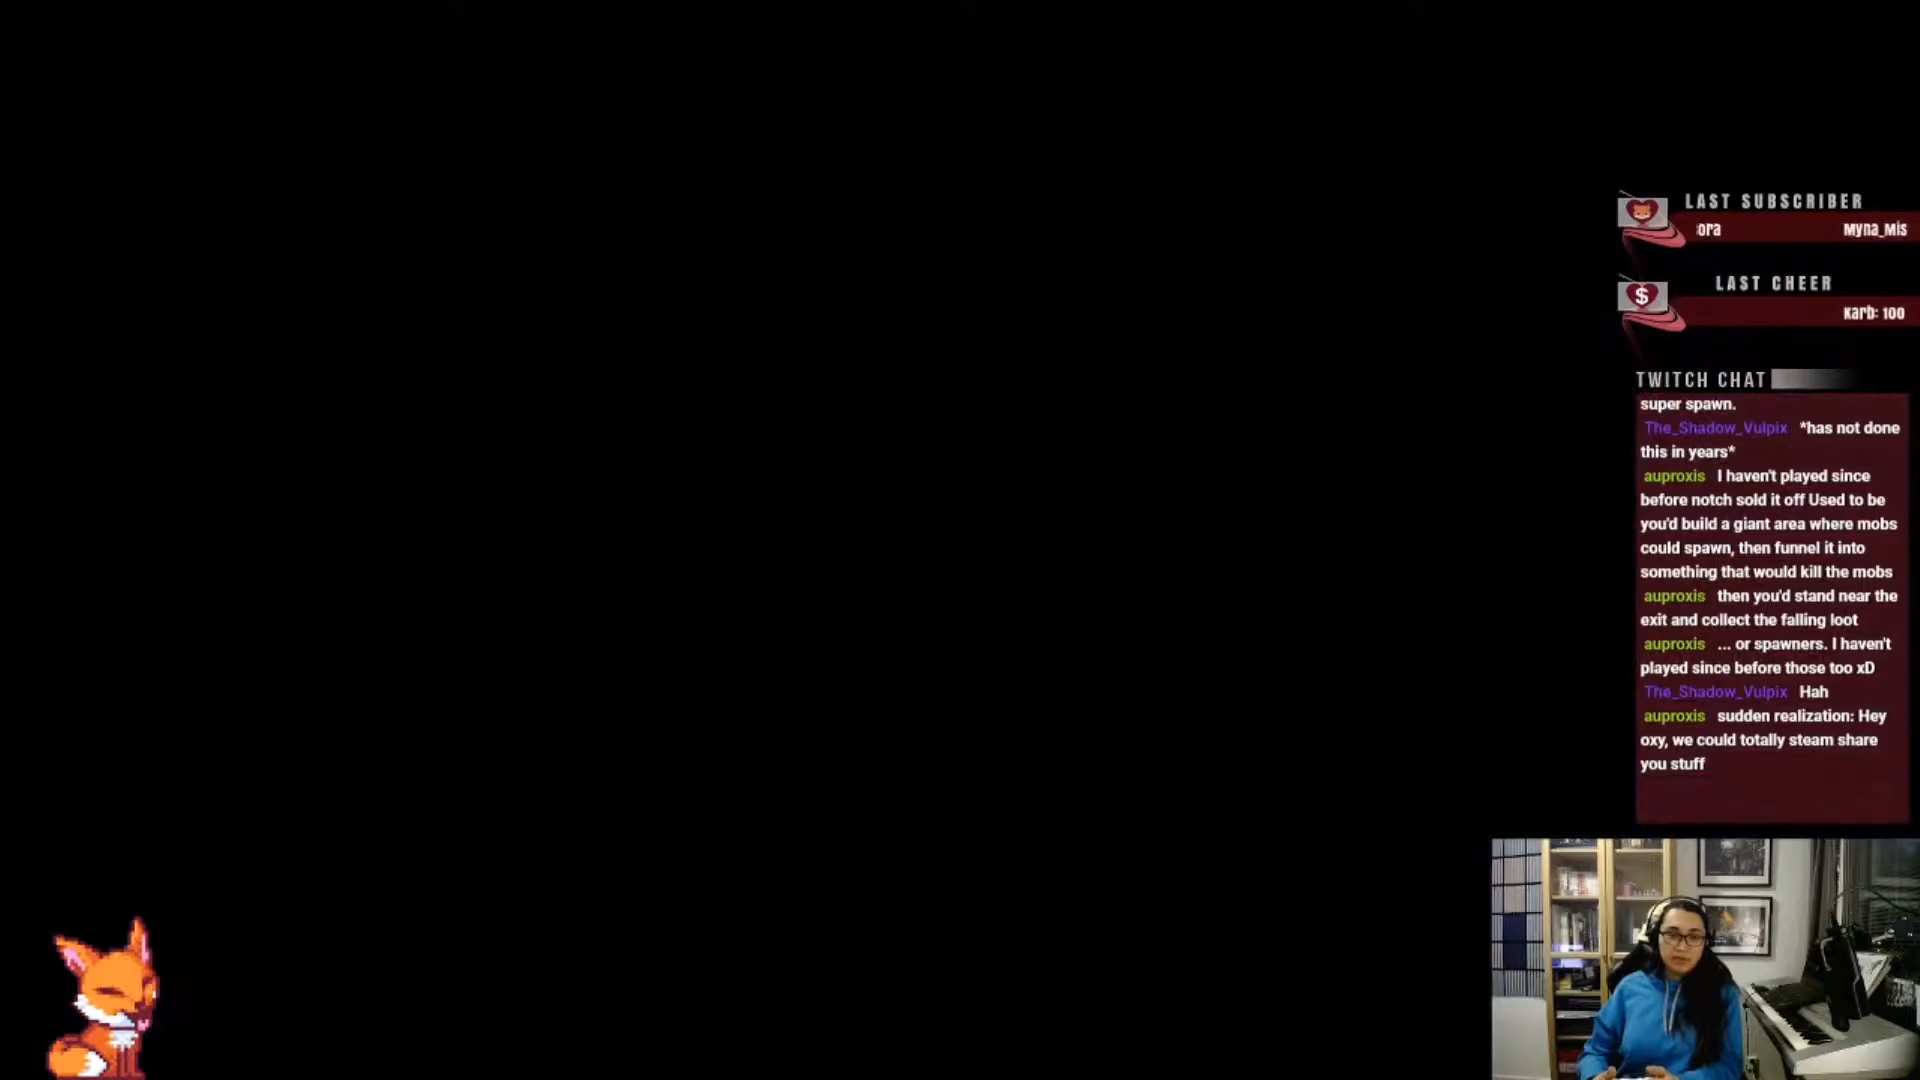 LAST SUBSCRIBER
ora Myna_Mis
LAST CHEER
$
Karb: 100
TWITCH CHAT
super spawn.
The_Shadow_Vulpix *has not done
this in years*
auproxis I haven't played since
before notch sold it off Used to be
you'd build a giant area where mobs
could spawn, then funnel it into
something that would kill the mobs
auproxis then you'd stand near the
exit and collect the falling loot
auproxis ... or spawners. I haven't
played since before those too xD
The_Shadow_Vulpix Hah
auproxis sudden realization: Hey
oxy, we could totally steam share
you stuff